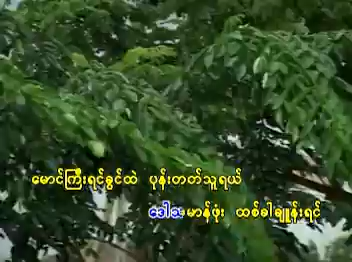 မောင်ကြီးရင်ခွင်ထဲ ပုန်းတတ်သူရယ်
ဒေါသမာန်ဖုံး ထစ်ခါချူန်းရင်